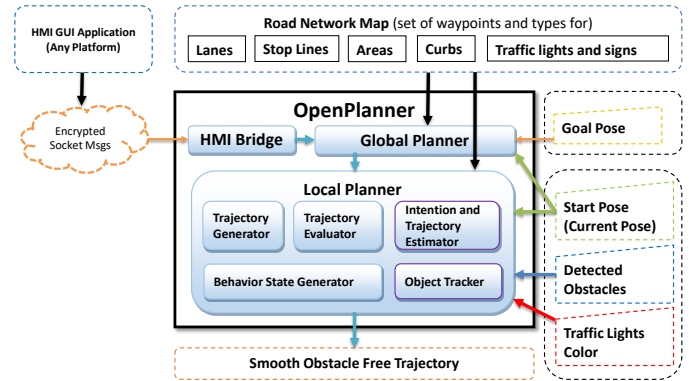 HMI GUI Application
(Any Platform)
Road Network Map (set of waypoints and types for)
Lanes
Stop Lines
Areas
Curbs
Traffic lights and signs
Encrypted
Socket Msgs
OpenPlanner
HMI Bridge
Global Planner
Goal Pose
Local Planner
Trajectory
Generator
Trajectory
Evaluator
Intention and
Trajectory
Estimator
Start Pose
(Current Pose)
Behavior State Generator
Object Tracker
Detected
Obstacles
Traffic Lights
Color
Smooth Obstacle Free Trajectory